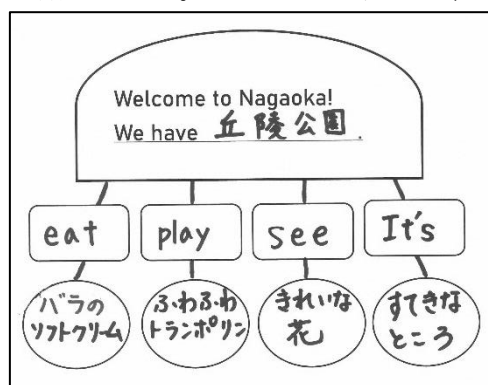 Welcome to Nagaoka!
We have 丘陵公園.
eat
play
see
It's
バラの
ソフトクリーム
ふわふわ
トランポリン
きれいな
花
すてきな
ところ